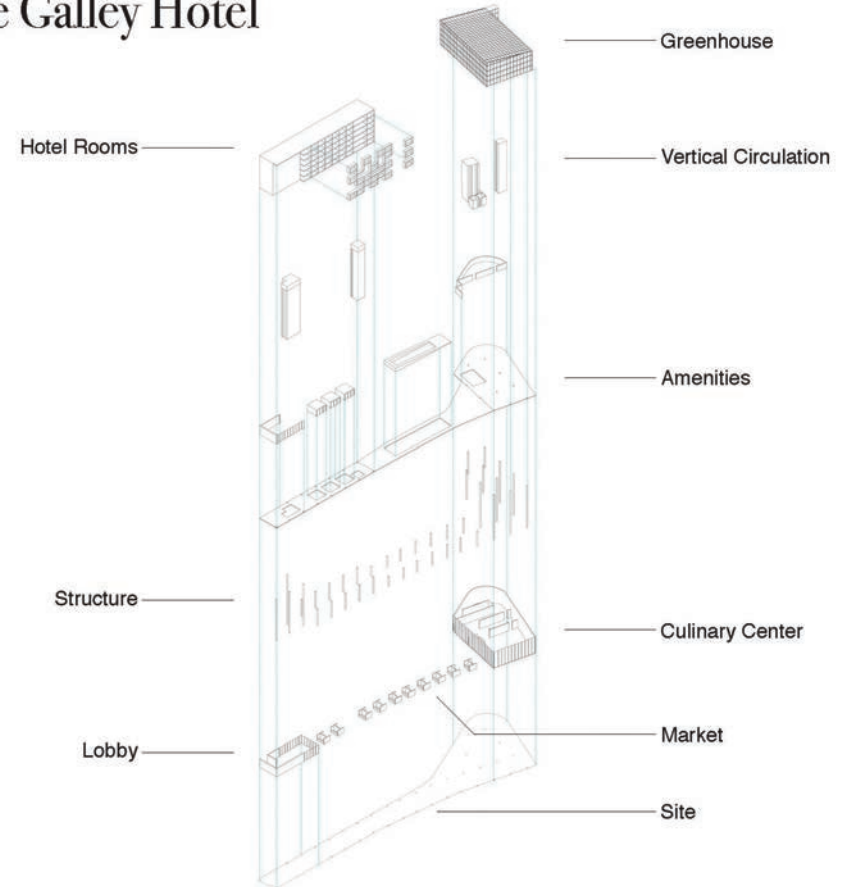 e Galley Hotel
Greenhouse
Hotel Rooms
Vertical Circulation
Amenities
Structure
Culinary Center
Market
Lobby
Site